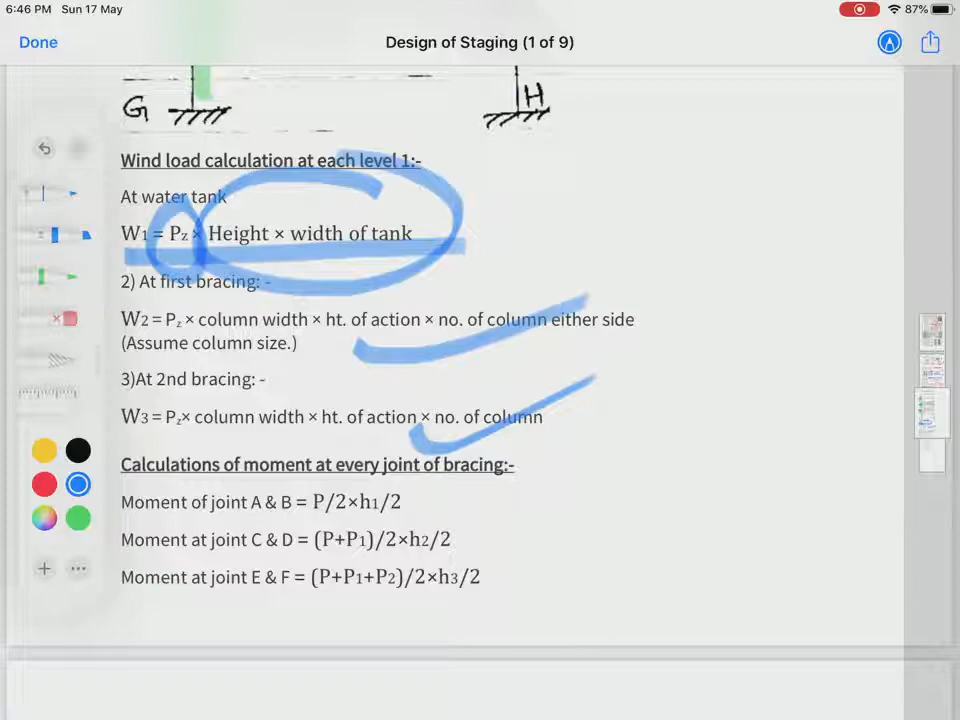 6:46 PM Sun 17 May 87%
Done Design of Staging (1 of 9)
G H
Wind load calculation at each level 1:-
At water tank
W1 = Pz × Height × width of tank
2) At first bracing: -
W2 = Pz × column width × ht. of action × no. of column either side
(Assume column size.)
3)At 2nd bracing: -
W3 = Pz× column width × ht. of action × no. of column
Calculations of moment at every joint of bracing:-
Moment of joint A & B = P/2×h1/2
Moment at joint C & D = (P+P1)/2×h2/2
Moment at joint E & F = (P+P1+P2)/2×h3/2